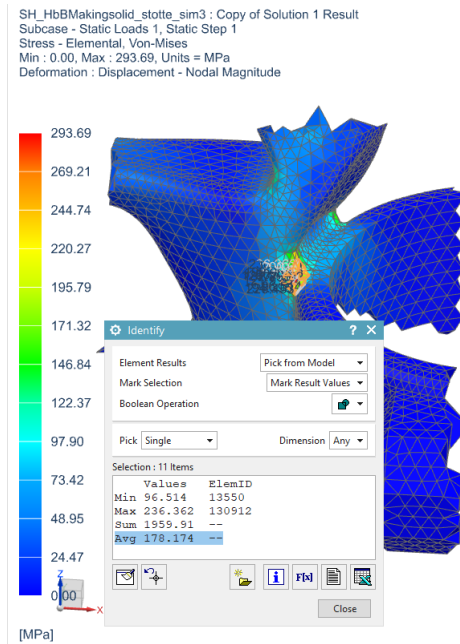 SH_HbBMakingsolid_stotte_sim3 : Copy of Solution 1 Result
Subcase - Static Loads 1, Static Step 1
Stress - Elemental, Von-Mises
Min : 0.00, Max : 293.69, Units = MPa
Deformation : Displacement - Nodal Magnitude
293.69
269.21
244.74
220.27
195.79
171.32
146.84
122.37
97.90
73.42
48.95
24.47
0.00
[MPa]
Z
X
Identify ? X
Element Results Pick from Model
Mark Selection Mark Result Values
Boolean Operation
Pick Single Dimension Any
Selection : 11 Items
Values ElemID
Min 96.514 13550
Max 236.362 130912
Sum 1959.91 --
Avg 178.174 --
i F[x]
Close